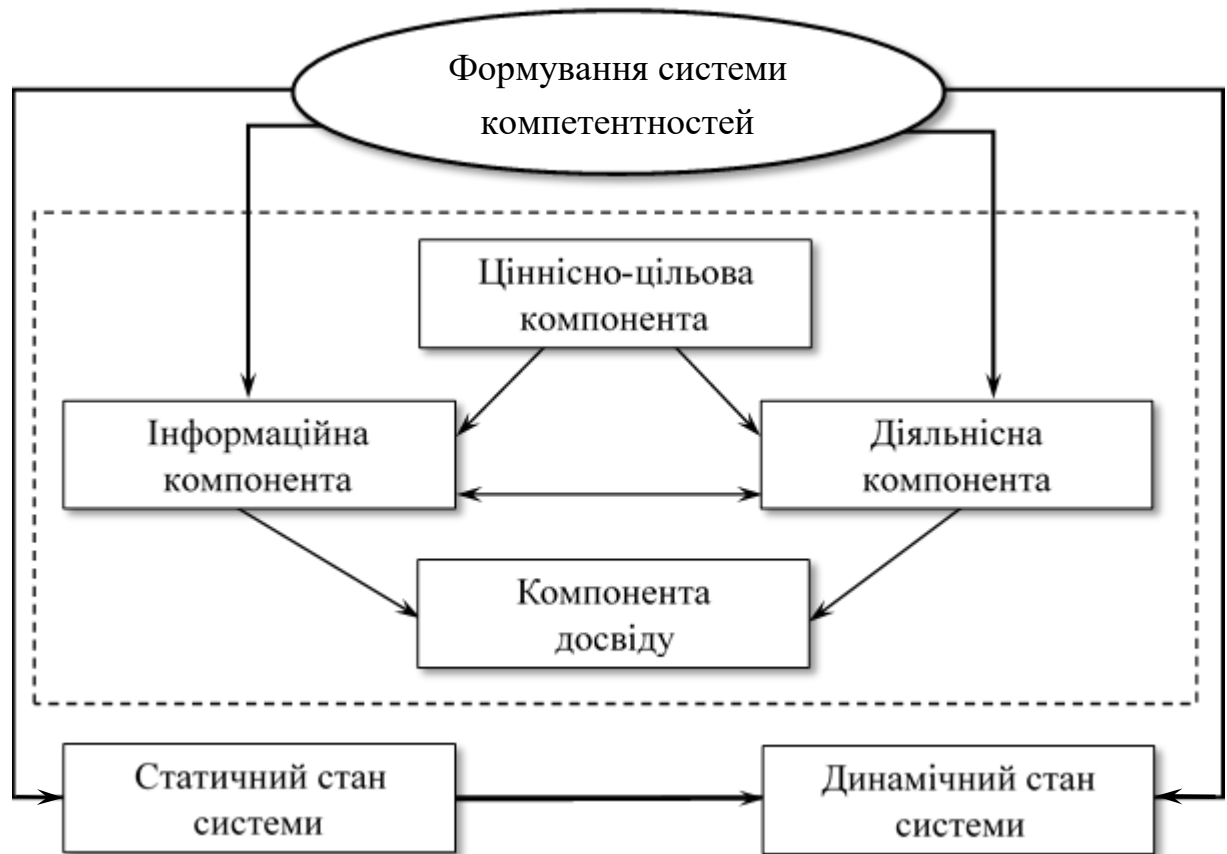 Формування системи
компетентностей
Ціннісно-цільова
компонента
Інформаційна
компонента
Діяльнісна
компонента
Компонента
досвіду
Статичний стан
системи
Динамічний стан
системи